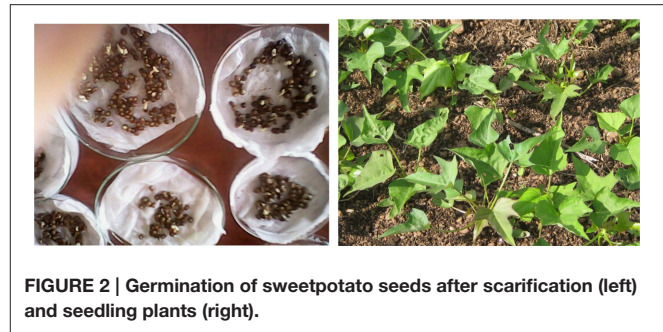 FIGURE 2 | Germination of sweetpotato seeds after scarification (left)
and seedling plants (right).